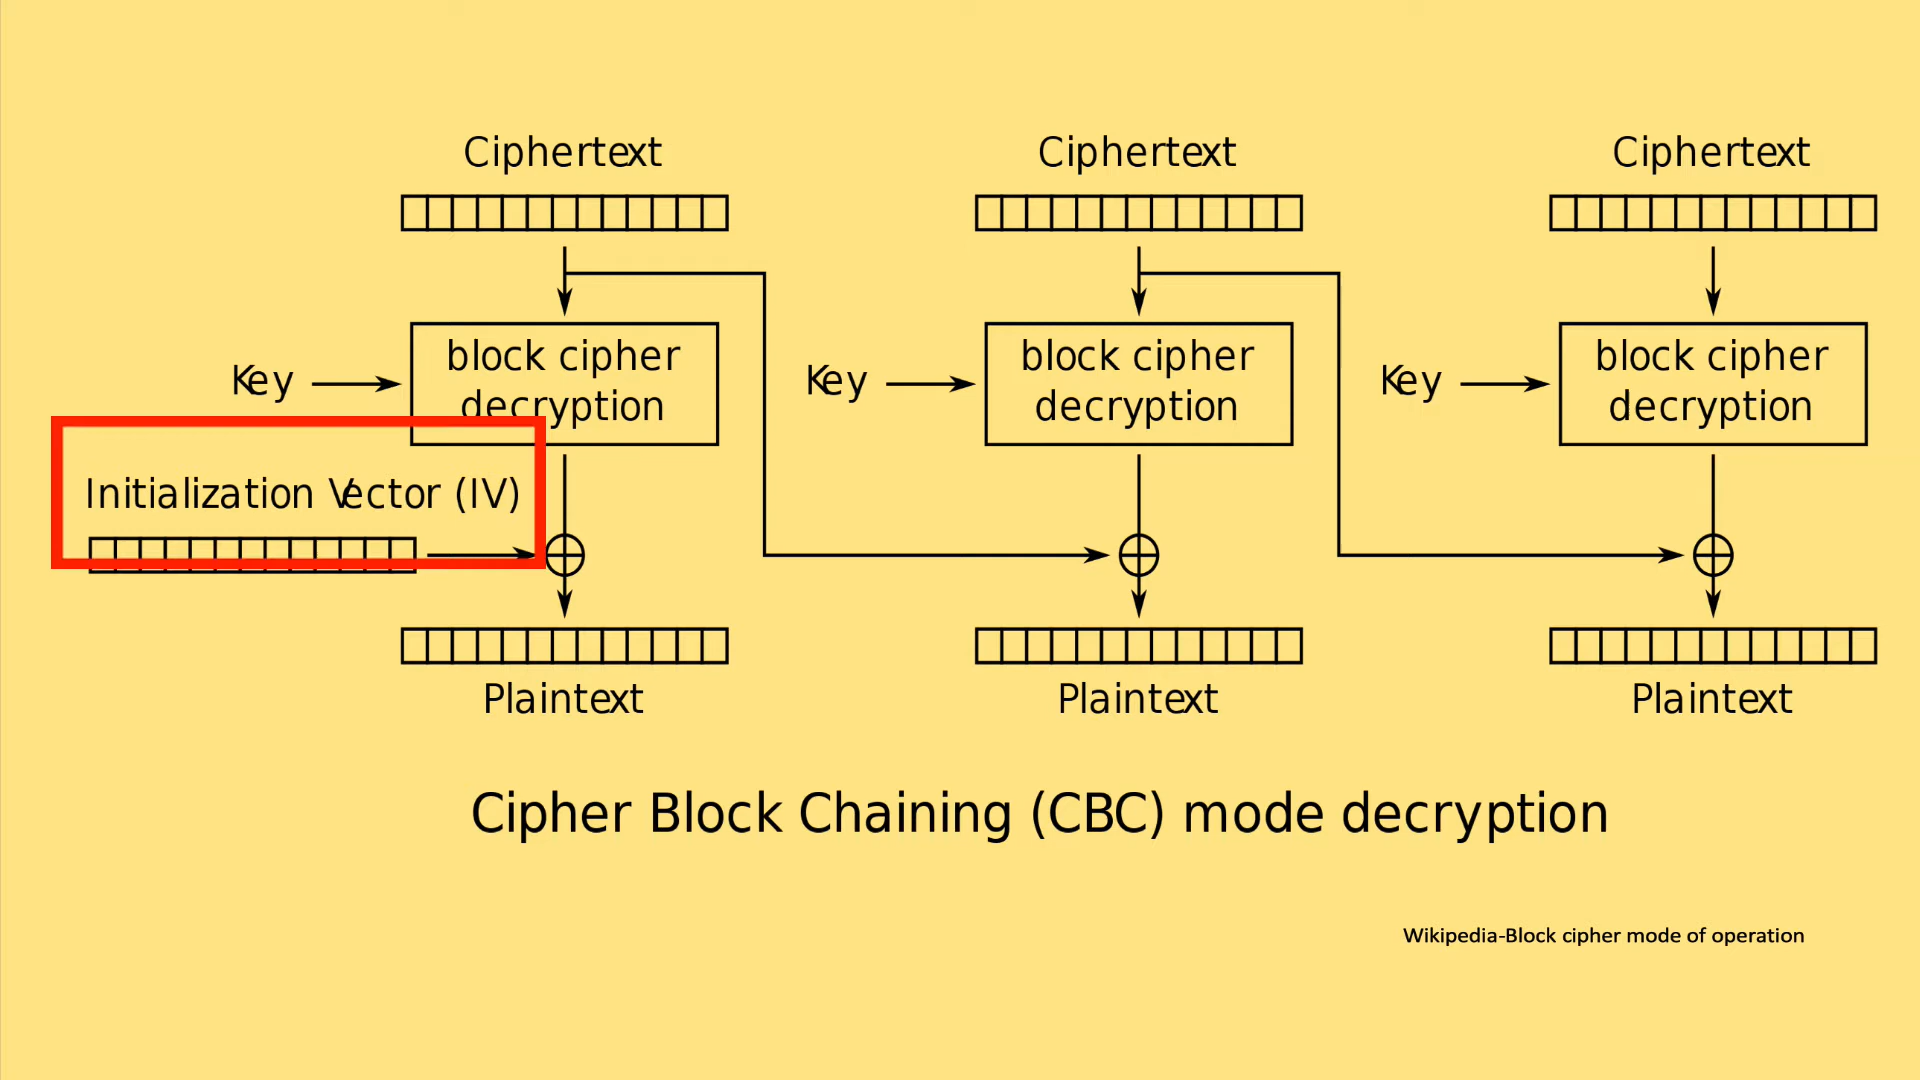 Ciphertext
Ciphertext
Ciphertext
block cipher
decryption
block cipher
decryption
block cipher
decryption
Key
Key
Key
Initialization Vector (IV)
Plaintext
Plaintext
Plaintext
Cipher Block Chaining (CBC) mode decryption
Wikipedia-Block cipher mode of operation